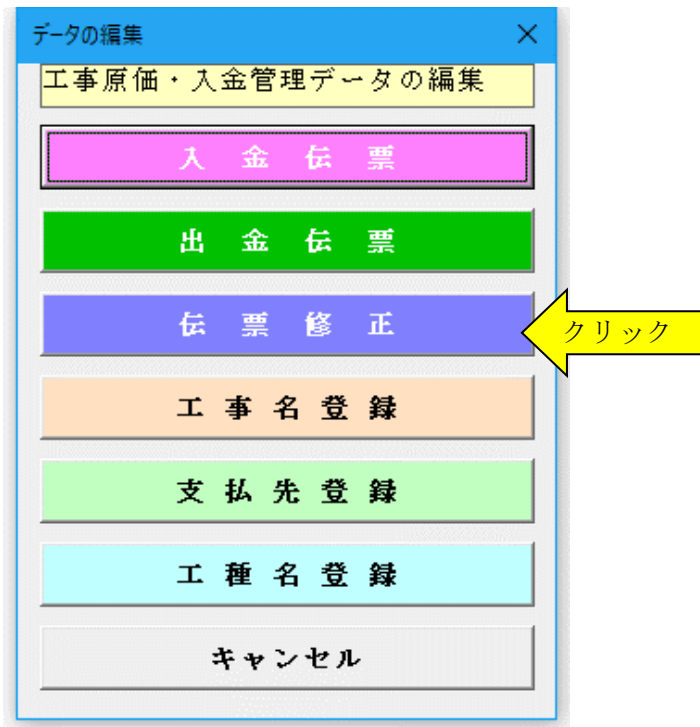 データの編集
工事原価・入金管理データの編集
入金伝票
出金伝票
伝票修正
クリック
工事名登録
支払先登録
工種名登録
キャンセル